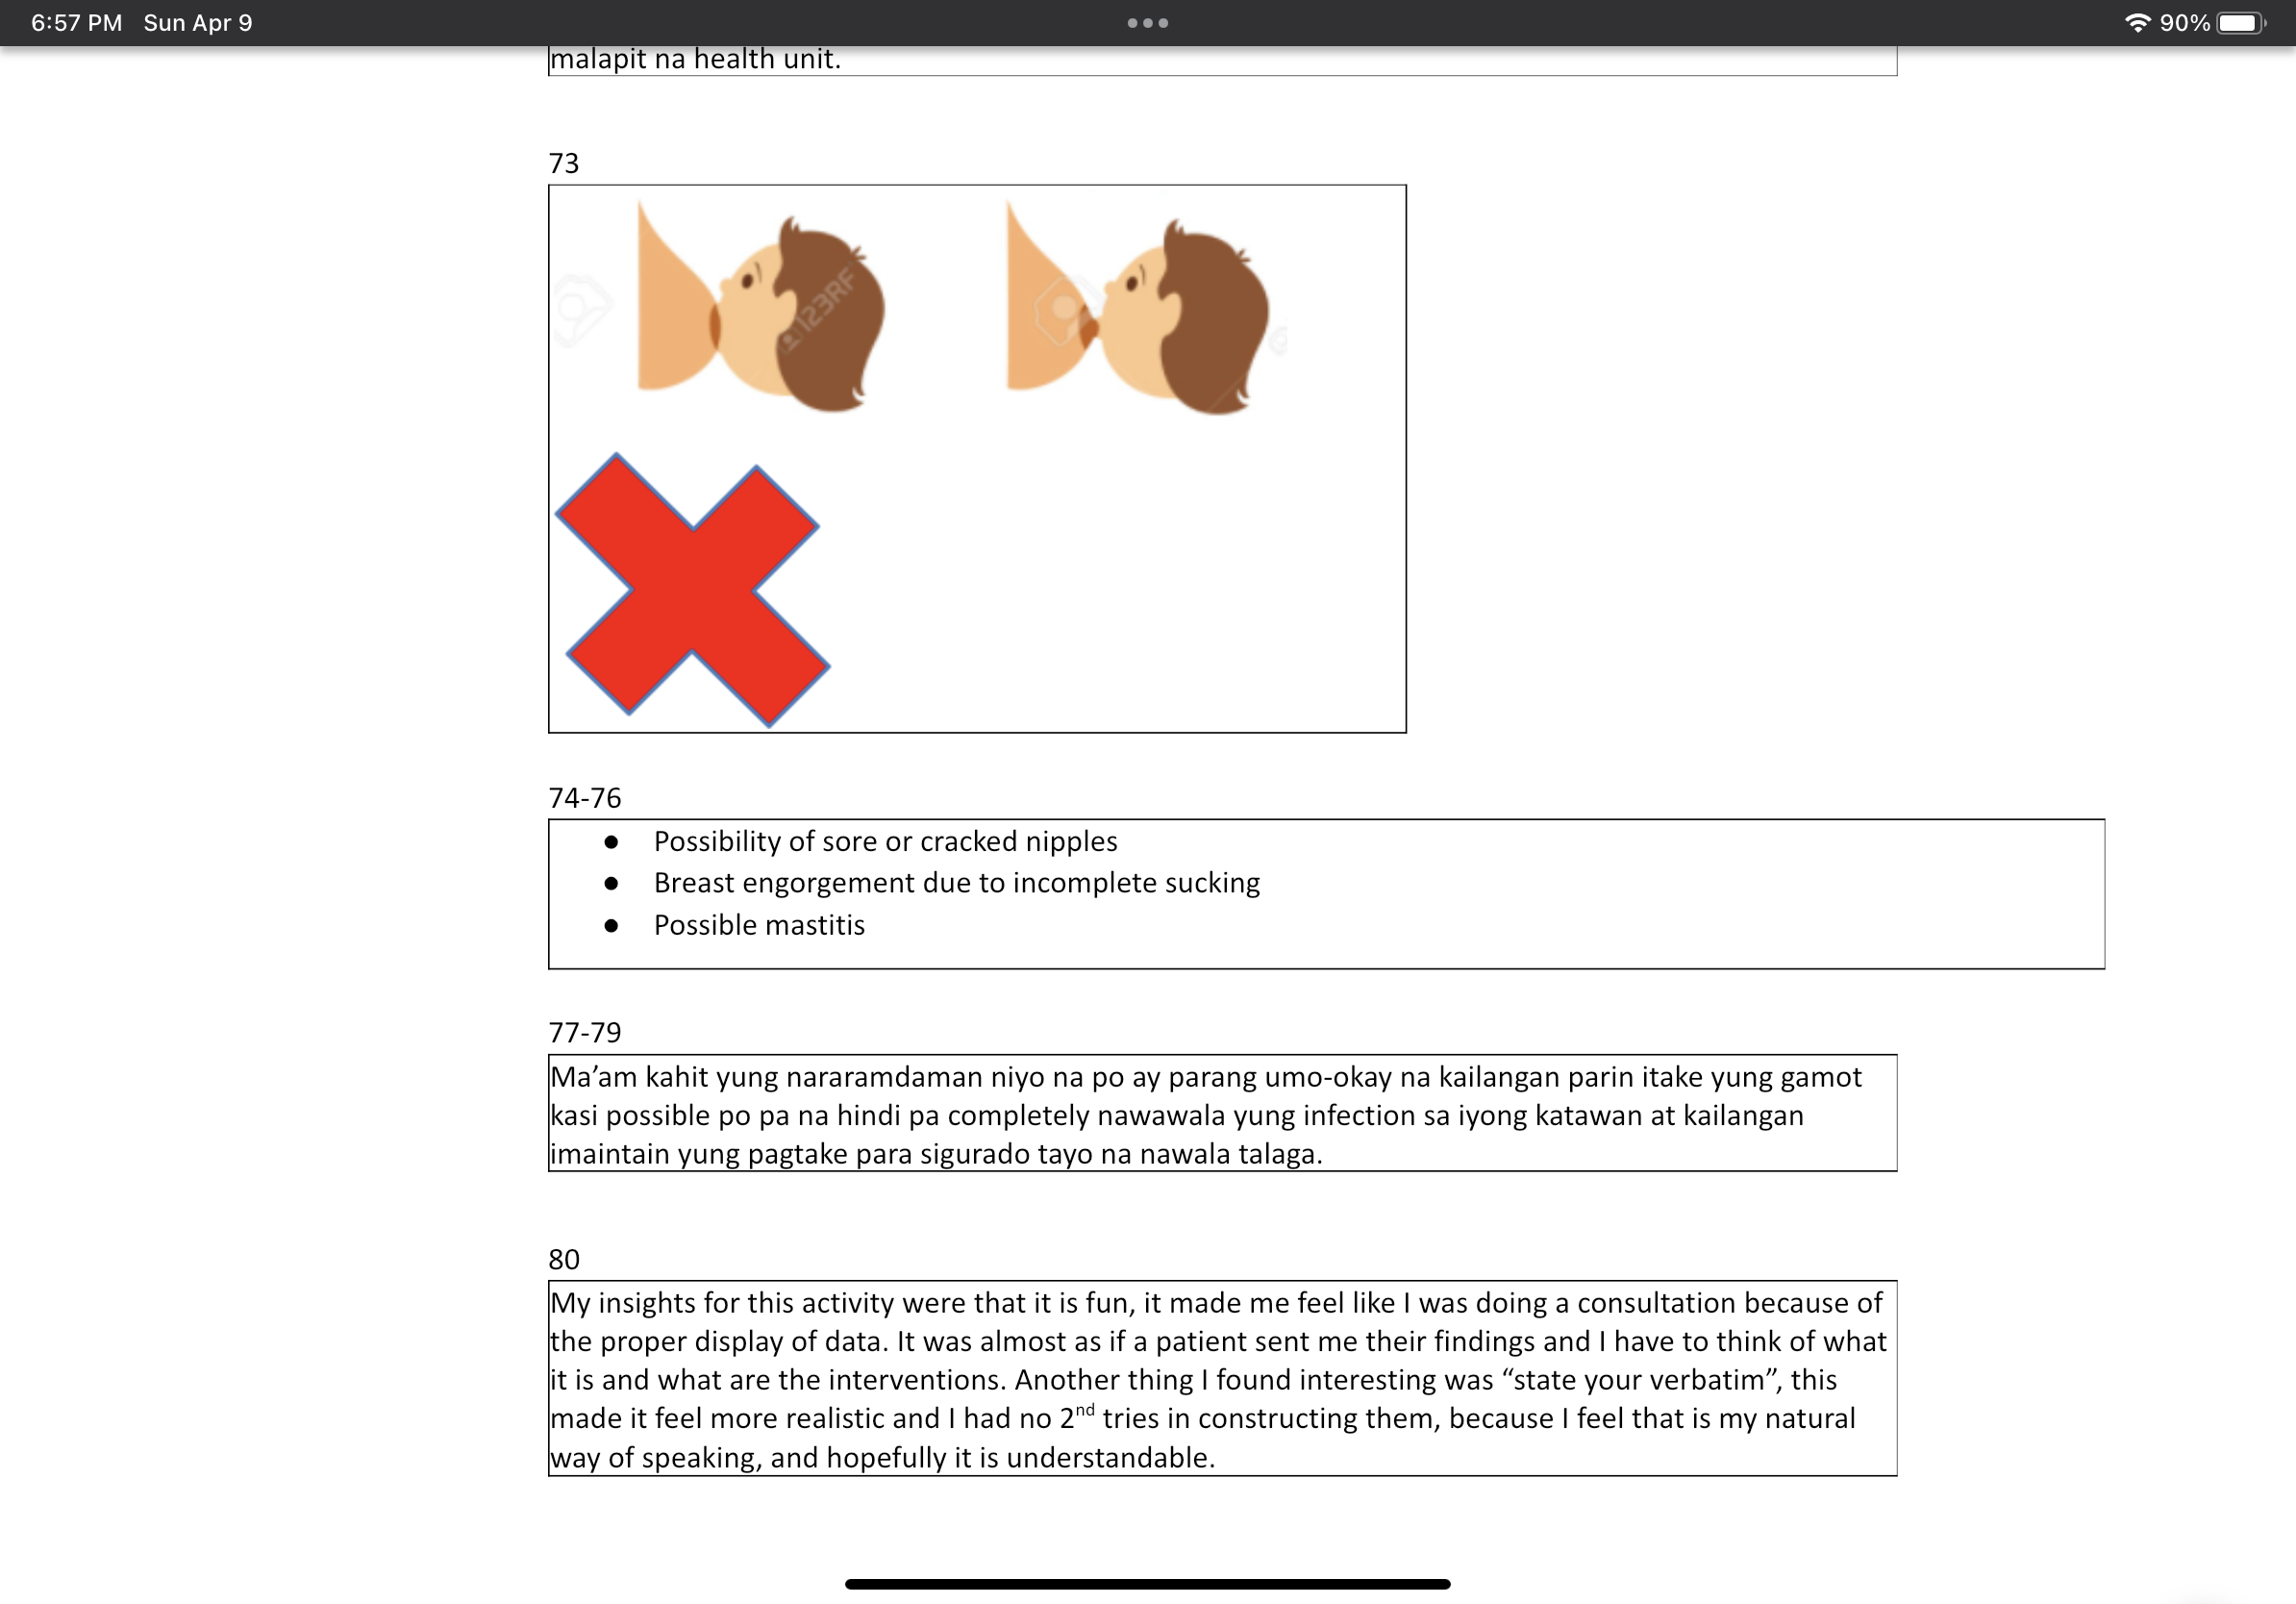 6:57 PM Sun Apr 9
90%
malapit na health unit.
73
123RF
74-76
● Possibility of sore or cracked nipples
● Breast engorgement due to incomplete sucking
● Possible mastitis
77-79
Ma’am kahit yung nararamdaman niyo na po ay parang umo-okay na kailangan parin itake yung gamot
kasi possible po pa na hindi pa completely nawawala yung infection sa iyong katawan at kailangan
imaintain yung pagtake para sigurado tayo na nawala talaga.
80
My insights for this activity were that it is fun, it made me feel like I was doing a consultation because of
the proper display of data. It was almost as if a patient sent me their findings and I have to think of what
it is and what are the interventions. Another thing I found interesting was “state your verbatim”, this
made it feel more realistic and I had no 2nd tries in constructing them, because I feel that is my natural
way of speaking, and hopefully it is understandable.